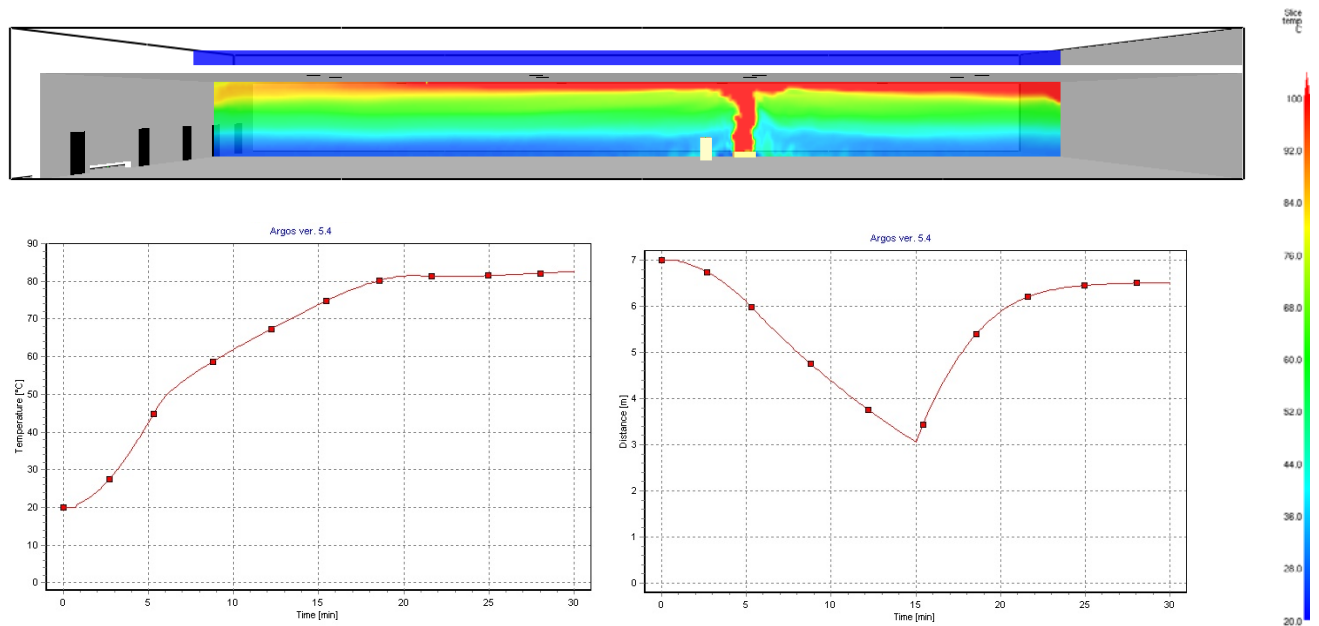 Slice
temp
C
100
92.0
84.0
76.0
68.0
60.0
52.0
44.0
36.0
28.0
20.0
Argos ver. 5.4
Temperature [°C]
90
80
70
60
50
40
30
20
10
0
0 5 10 15 20 25 30
Time [min]
Argos ver. 5.4
Distance [m]
7
6
5
4
3
2
1
0
0 5 10 15 20 25 30
Time [min]